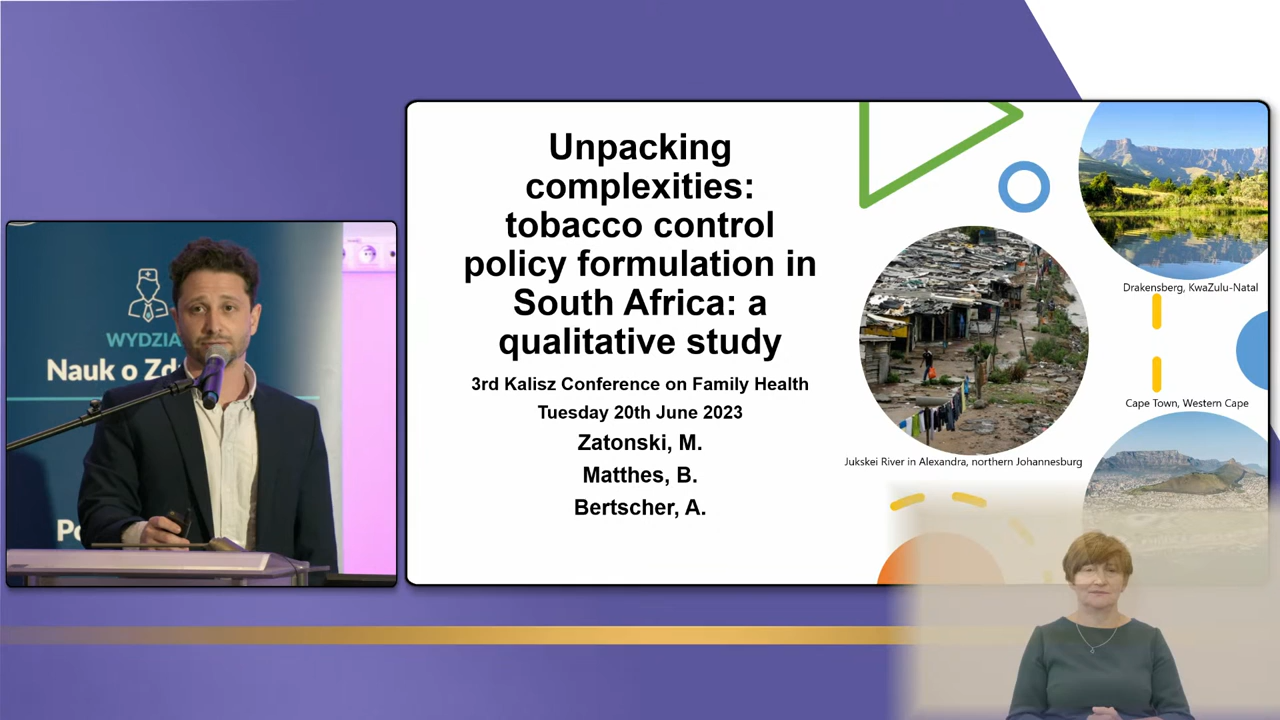 WYDZIA
Nauk o Zd
Po
Unpacking
complexities:
tobacco control
policy formulation in
South Africa: a
qualitative study
3rd Kalisz Conference on Family Health
Tuesday 20th June 2023
Zatonski, M.
Matthes, B.
Bertscher, A.
Drakensberg, KwaZulu-Natal
Cape Town, Western Cape
Jukskei River in Alexandra, northern Johannesburg